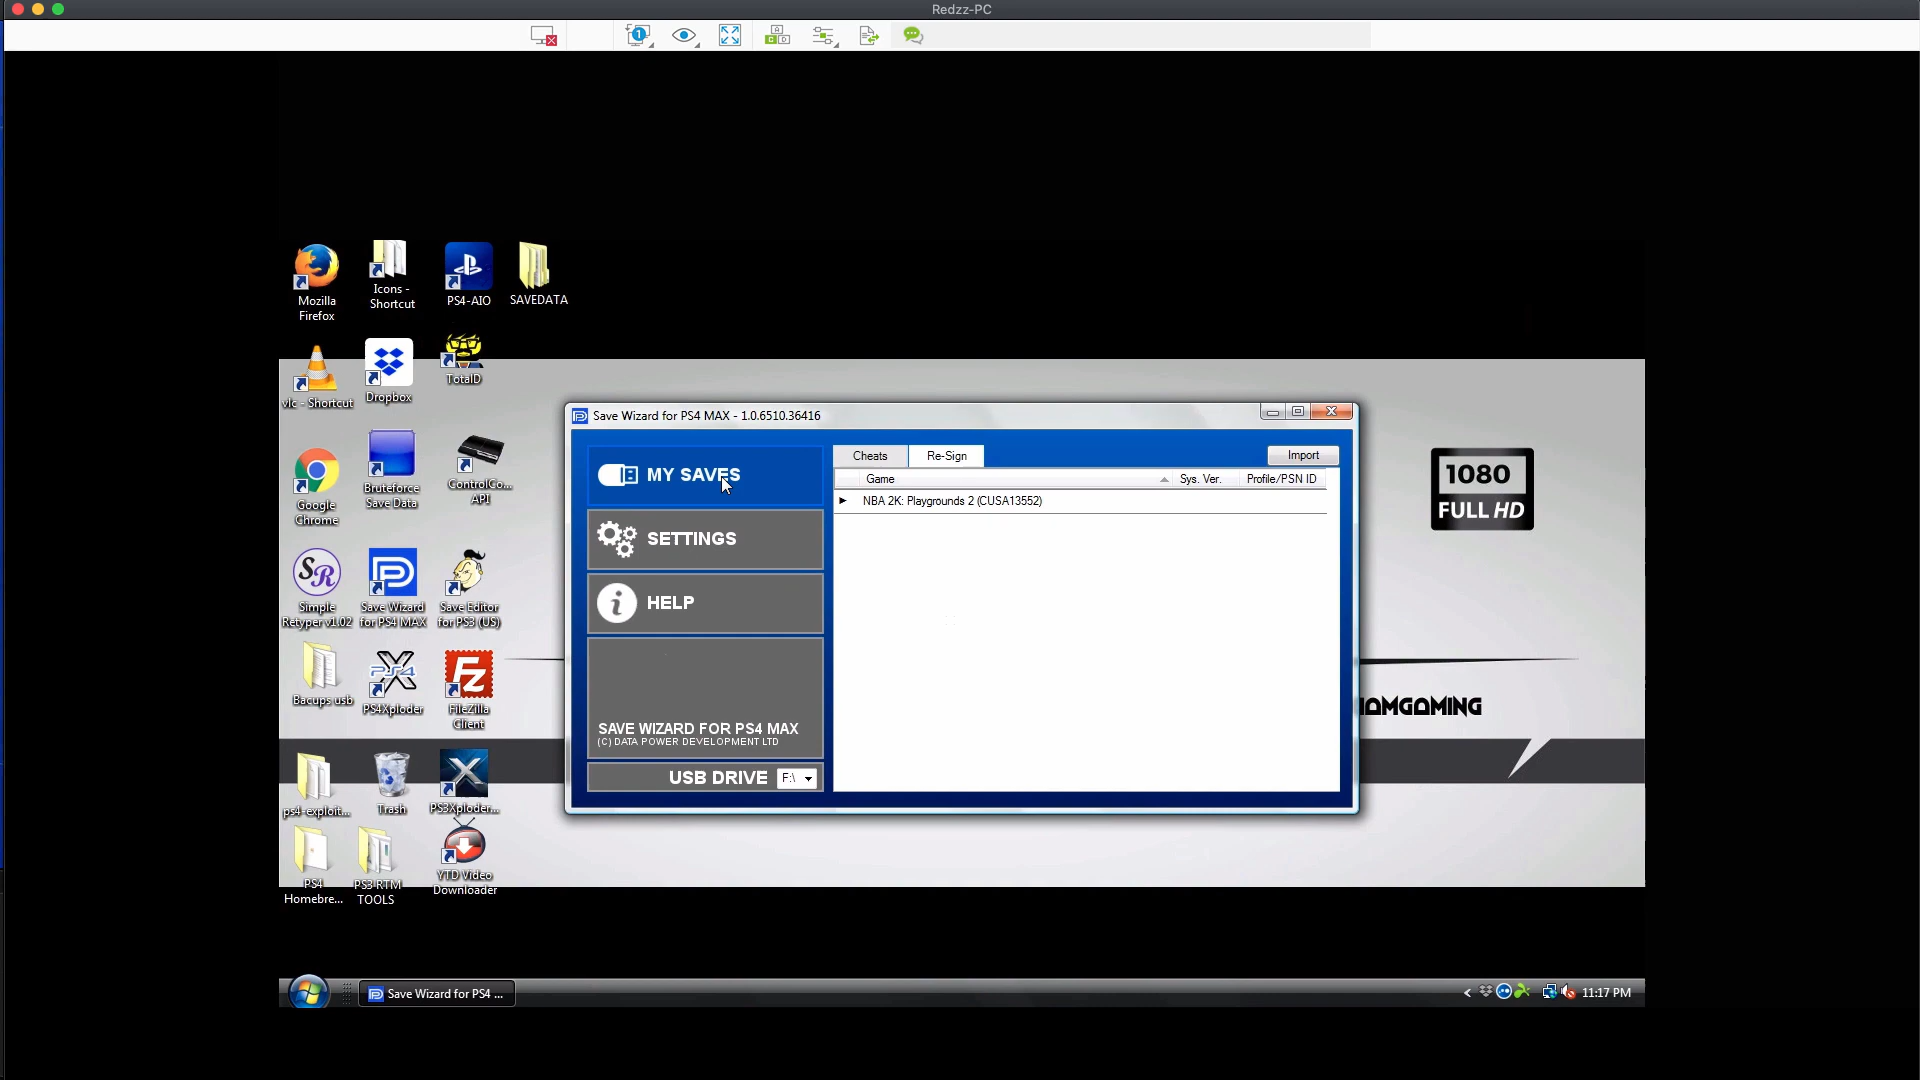 Redzz-PC
1
Mozilla
Firefox
Icons -
Shortcut
PS4-AIO
SAVEDATA
vlc - Shortcut
Dropbox
TotalD
Google
Chrome
Bruteforce
Save Data
ControlCo...
API
SR
Simple
Retyper v1.02
Save Wizard
for PS4 MAX
Save Editor
for PS3 (US)
Bacups usb
PS4
PS4Xploder
FZ
FileZilla
Client
ps4-exploit...
Trash
PS3Xploder...
PS4
Homebre...
PS3 RTM
TOOLS
YTD Video
Downloader
Save Wizard for PS4 MAX - 1.0.6510.36416
MY SAVES
SETTINGS
HELP
SAVE WIZARD FOR PS4 MAX
(C) DATA POWER DEVELOPMENT LTD
USB DRIVE F:\
Cheats
Re-Sign
Import
Game
Sys. Ver.
Profile/PSN ID
NBA 2K: Playgrounds 2 (CUSA13552)
1080
FULL HD
IAMGAMING
Save Wizard for PS4 ...
11:17 PM